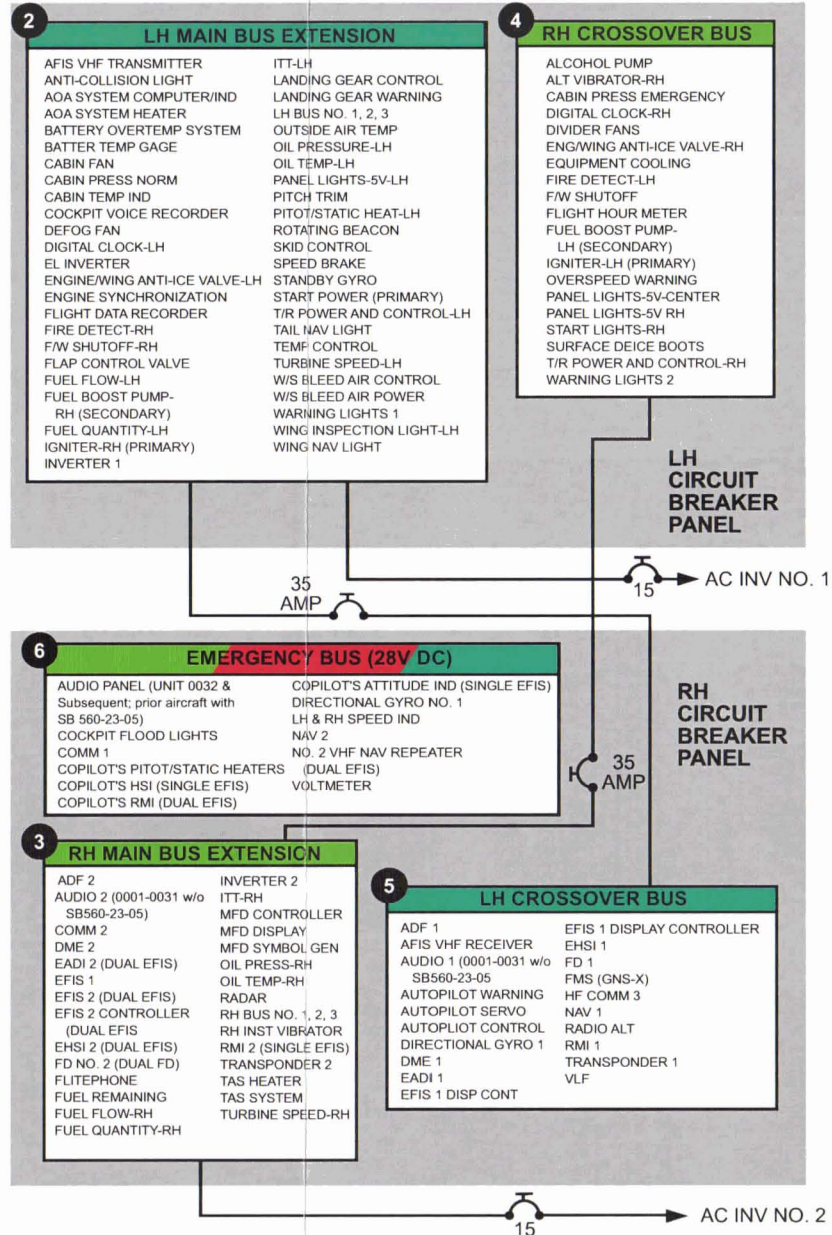 2
LH MAIN BUS EXTENSION
AFIS VHF TRANSMITTER
ANTI-COLLISION LIGHT
AOA SYSTEM COMPUTER/IND
AOA SYSTEM HEATER
BATTERY OVERTEMP SYSTEM
BATTER TEMP GAGE
CABIN FAN
CABIN PRESS NORM
CABIN TEMP IND
COCKPIT VOICE RECORDER
DEFOG FAN
DIGITAL CLOCK-LH
EL INVERTER
ENGINE/WING ANTI-ICE VALVE-LH
ENGINE SYNCHRONIZATION
FLIGHT DATA RECORDER
FIRE DETECT-RH
F/W SHUTOFF-RH
FLAP CONTROL VALVE
FUEL FLOW-LH
FUEL BOOST PUMP-
RH (SECONDARY)
FUEL QUANTITY-LH
IGNITER-RH (PRIMARY)
INVERTER 1
ITT-LH
LANDING GEAR CONTROL
LANDING GEAR WARNING
LH BUS NO. 1, 2, 3
OUTSIDE AIR TEMP
OIL PRESSURE-LH
OIL TEMP-LH
PANEL LIGHTS-5V-LH
PITCH TRIM
PITOT/STATIC HEAT-LH
ROTATING BEACON
SKID CONTROL
SPEED BRAKE
STANDBY GYRO
START POWER (PRIMARY)
T/R POWER AND CONTROL-LH
TAIL NAV LIGHT
TEMP CONTROL
TURBINE SPEED-LH
W/S BLEED AIR CONTROL
W/S BLEED AIR POWER
WARNING LIGHTS 1
WING INSPECTION LIGHT-LH
WING NAV LIGHT
4
RH CROSSOVER BUS
ALCOHOL PUMP
ALT VIBRATOR-RH
CABIN PRESS EMERGENCY
DIGITAL CLOCK-RH
DIVIDER FANS
ENG/WING ANTI-ICE VALVE-RH
EQUIPMENT COOLING
FIRE DETECT-LH
F/W SHUTOFF
FLIGHT HOUR METER
FUEL BOOST PUMP-
LH (SECONDARY)
IGNITER-LH (PRIMARY)
OVERSPEED WARNING
PANEL LIGHTS-5V-CENTER
PANEL LIGHTS-5V RH
START LIGHTS-RH
SURFACE DEICE BOOTS
T/R POWER AND CONTROL-RH
WARNING LIGHTS 2
LH
CIRCUIT
BREAKER
PANEL
15
AC INV NO. 1
35
AMP
6
EMERGENCY BUS (28V DC)
AUDIO PANEL (UNIT 0032 &
Subsequent; prior aircraft with
SB 560-23-05)
COCKPIT FLOOD LIGHTS
COMM 1
COPILOT'S PITOT/STATIC HEATERS
COPILOT'S HSI (SINGLE EFIS)
COPILOT'S RMI (DUAL EFIS)
COPILOT'S ATTITUDE IND (SINGLE EFIS)
DIRECTIONAL GYRO NO. 1
LH & RH SPEED IND
NAV 2
NO. 2 VHF NAV REPEATER
(DUAL EFIS)
VOLTMETER
RH
CIRCUIT
BREAKER
PANEL
35
AMP
3
RH MAIN BUS EXTENSION
ADF 2
AUDIO 2 (0001-0031 w/o
SB560-23-05)
COMM 2
DME 2
EADI 2 (DUAL EFIS)
EFIS 1
EFIS 2 (DUAL EFIS)
EFIS 2 CONTROLLER
(DUAL EFIS
EHSI 2 (DUAL EFIS)
FD NO. 2 (DUAL FD)
FLITEPHONE
FUEL REMAINING
FUEL FLOW-RH
FUEL QUANTITY-RH
INVERTER 2
ITT-RH
MFD CONTROLLER
MFD DISPLAY
MFD SYMBOL GEN
OIL PRESS-RH
OIL TEMP-RH
RADAR
RH BUS NO. 1, 2, 3
RH INST VIBRATOR
RMI 2 (SINGLE EFIS)
TRANSPONDER 2
TAS HEATER
TAS SYSTEM
TURBINE SPEED-RH
5
LH CROSSOVER BUS
ADF 1
AFIS VHF RECEIVER
AUDIO 1 (0001-0031 w/o
SB560-23-05
AUTOPILOT WARNING
AUTOPILOT SERVO
AUTOPLIOT CONTROL
DIRECTIONAL GYRO 1
DME 1
EADI 1
EFIS 1 DISP CONT
EFIS 1 DISPLAY CONTROLLER
EHSI 1
FD 1
FMS (GNS-X)
HF COMM 3
NAV 1
RADIO ALT
RMI 1
TRANSPONDER 1
VLF
15
AC INV NO. 2